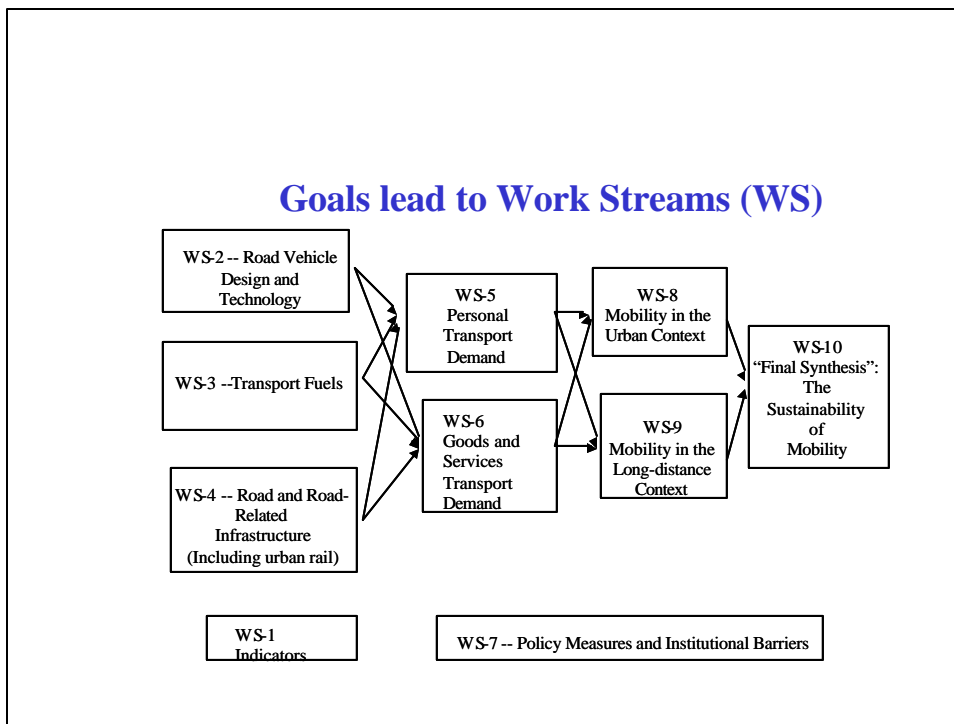 Goals lead to Work Streams (WS)
WS-2 -- Road Vehicle
Design and
Technology
WS-3 --Transport Fuels
WS-4 -- Road and Road-
Related
Infrastructure
(Including urban rail)
WS-5
Personal
Transport
Demand
WS-6
Goods and
Services
Transport
Demand
WS-8
Mobility in the
Urban Context
WS-9
Mobility in the
Long-distance
Context
WS-10
“Final Synthesis”:
The
Sustainability
of
Mobility
WS-1
Indicators
WS-7 -- Policy Measures and Institutional Barriers